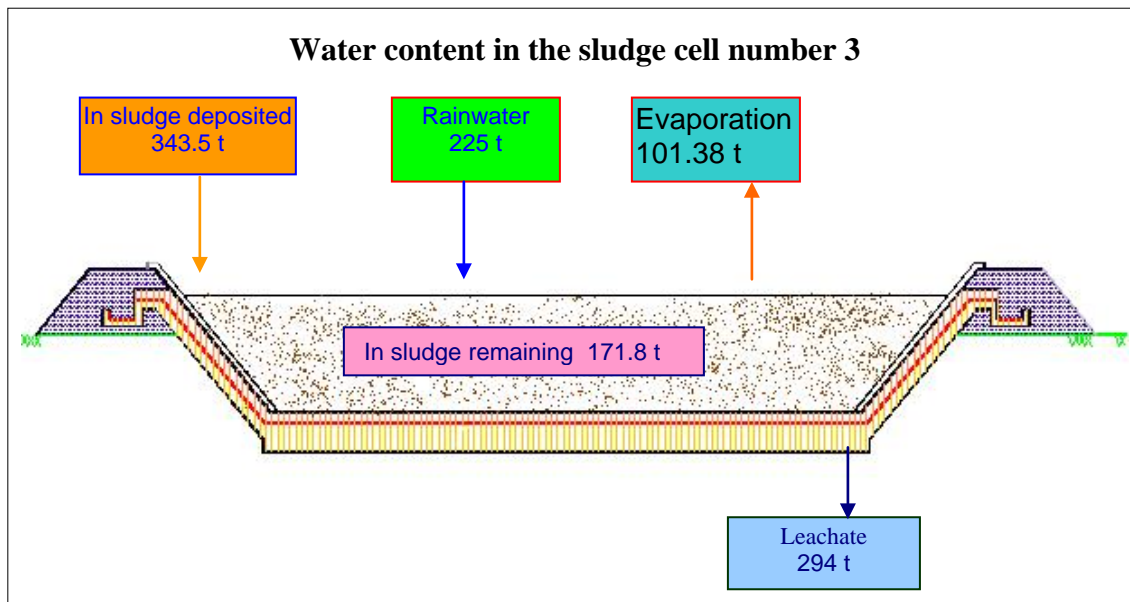 Water content in the sludge cell number 3
In sludge deposited
343.5 t
Rainwater
225 t
Evaporation
101.38 t
In sludge remaining 171.8 t
Leachate
294 t